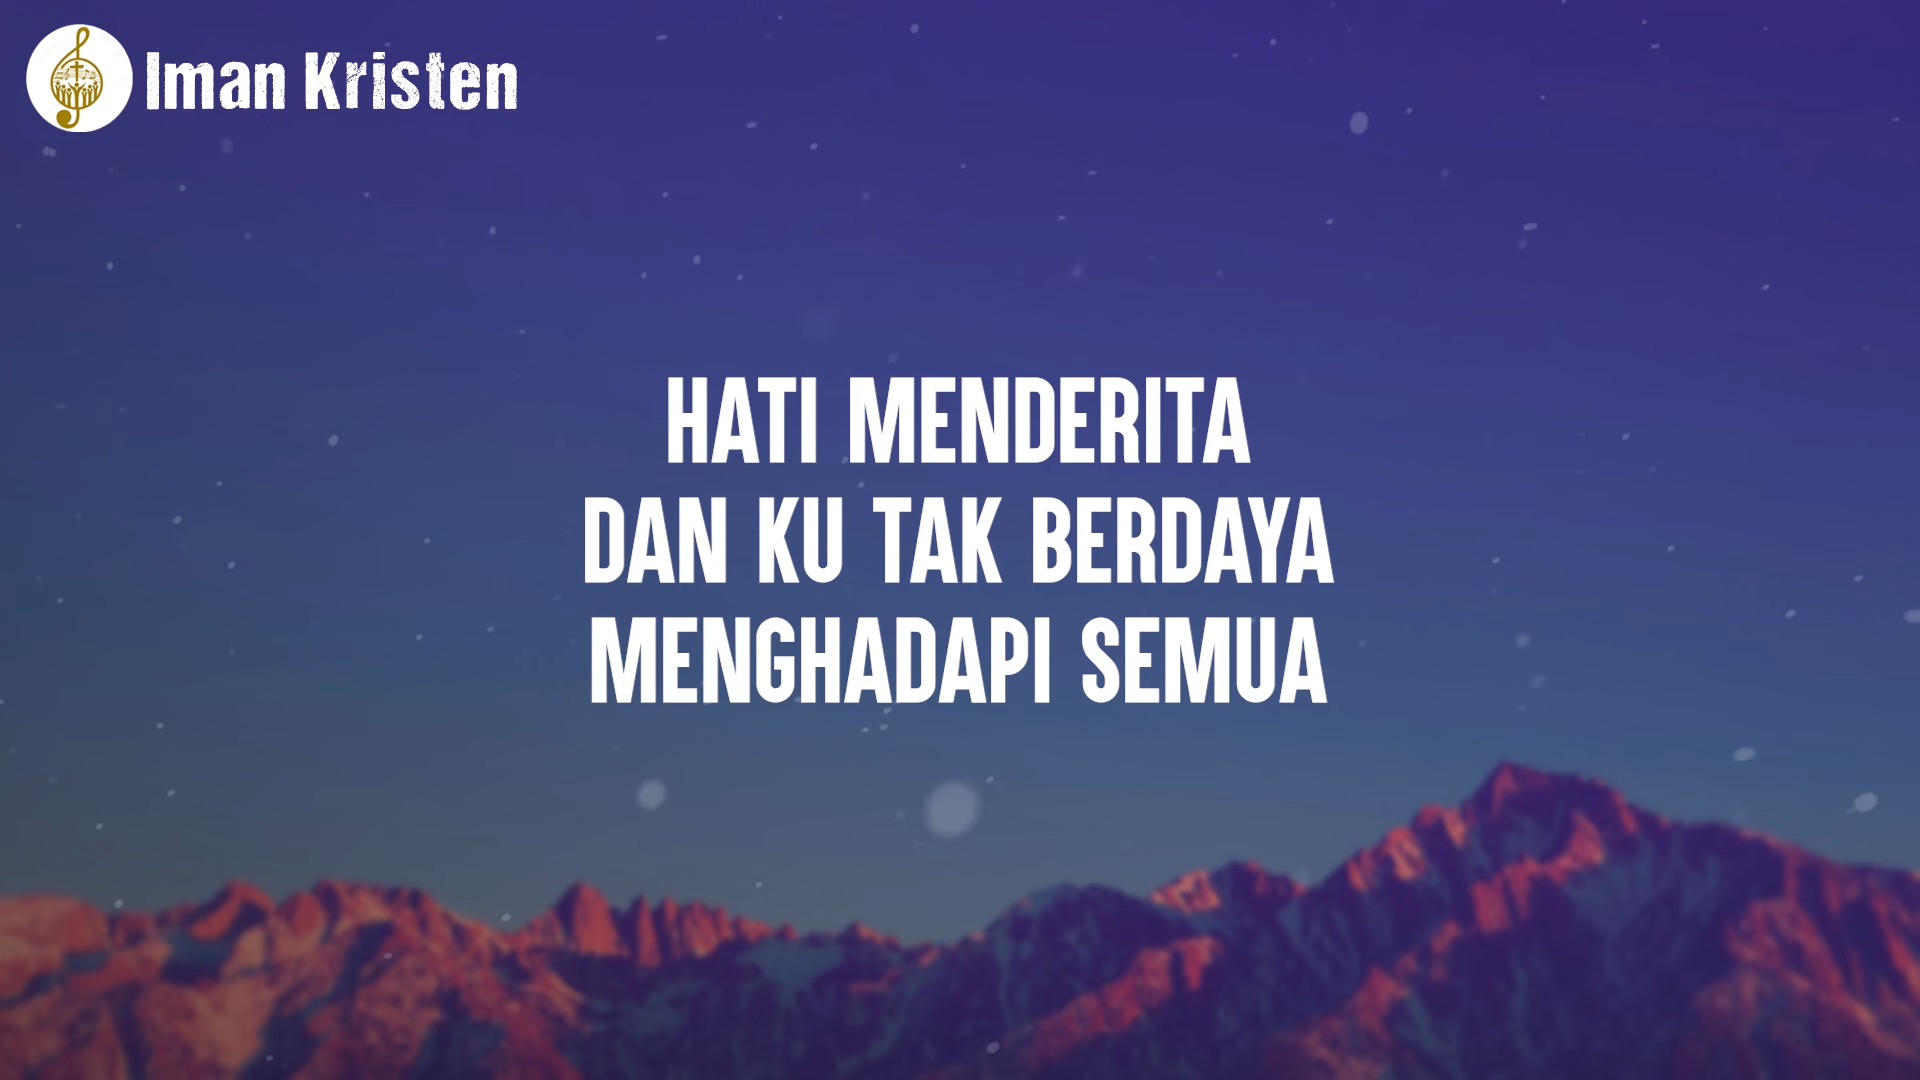 Iman Kristen
HATI MENDERITA
DAN KU TAK BERDAYA
MENGHADAPI SEMUA